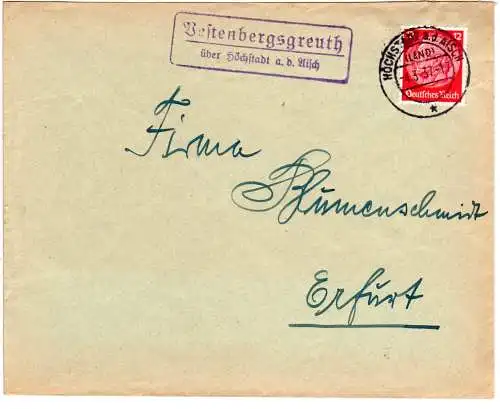 Vestenbergsgreuth
über Höchstadt a. d. Aisch
HÖCHSTADT a.d. AISCH
(LAND)
12
Deutsches Reich
Firma
Blumenschmidt
Erfurt